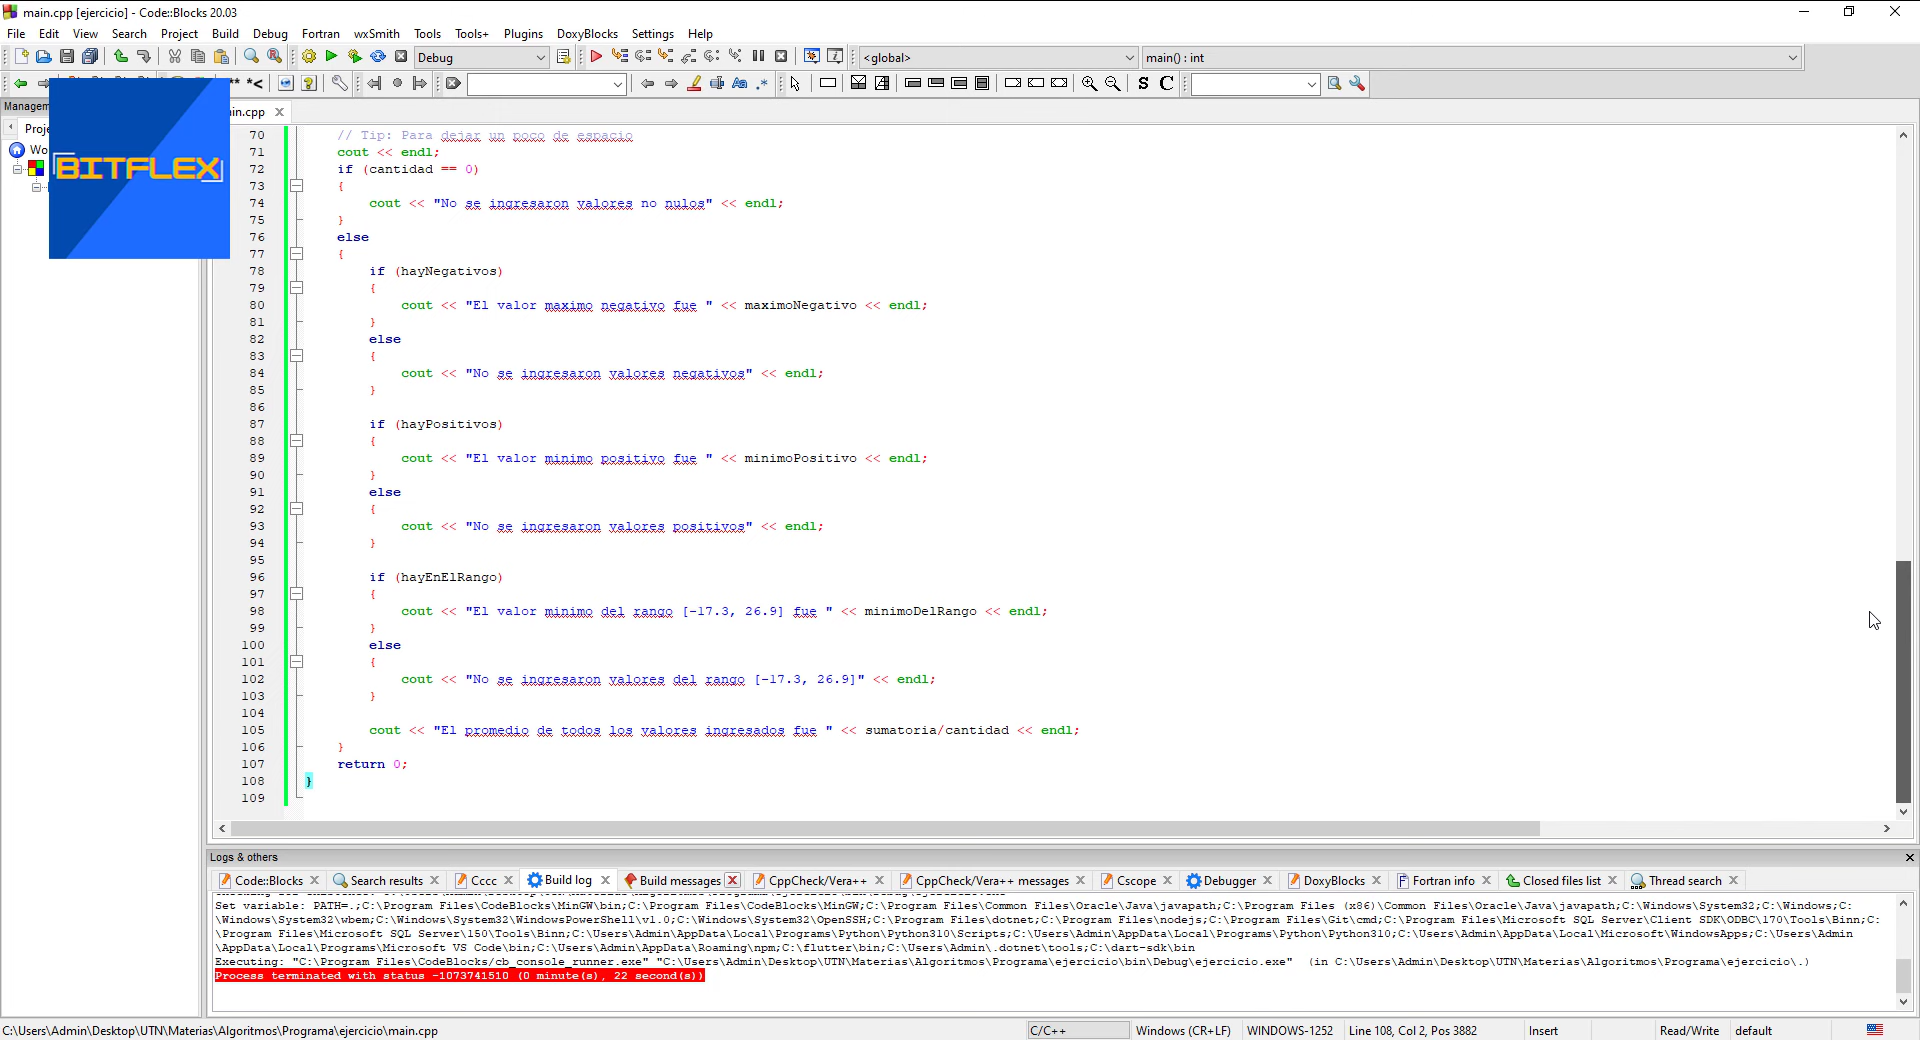 main.cpp [ejercicio] - Code::Blocks 20.03
File Edit View Search Project Build Debug Fortran wxSmith Tools Tools+ Plugins DoxyBlocks Settings Help
Debug <global> main() : int
** *< Aa .* S C
BITFLEX
70 // Tip: Para dejar un poco de espacio
71 cout << endl;
72 if (cantidad == 0)
73 {
74 cout << "No se ingresaron valores no nulos" << endl;
75 }
76 else
77 {
78 if (hayNegativos)
79 {
80 cout << "El valor maximo negativo fue " << maximoNegativo << endl;
81 }
82 else
83 {
84 cout << "No se ingresaron valores negativos" << endl;
85 }
86
87 if (hayPositivos)
88 {
89 cout << "El valor minimo positivo fue " << minimoPositivo << endl;
90 }
91 else
92 {
93 cout << "No se ingresaron valores positivos" << endl;
94 }
95
96 if (hayEnElRango)
97 {
98 cout << "El valor minimo del rango [-17.3, 26.9] fue " << minimoDelRango << endl;
99 }
100 else
101 {
102 cout << "No se ingresaron valores del rango [-17.3, 26.9]" << endl;
103 }
104
105 cout << "El promedio de todos los valores ingresados fue " << sumatoria/cantidad << endl;
106 }
107 return 0;
108 }
109
Logs & others
Code::Blocks Search results Cccc Build log Build messages CppCheck/Vera++ CppCheck/Vera++ messages Cscope Debugger DoxyBlocks Fortran info Closed files list Thread search
Set variable: PATH=.;C:\Program Files\CodeBlocks\MinGW\bin;C:\Program Files\CodeBlocks\MinGW;C:\Program Files\Common Files\Oracle\Java\javapath;C:\Program Files (x86)\Common Files\Oracle\Java\javapath;C:\Windows\System32;C:\Windows;C:
\Windows\System32\wbem;C:\Windows\System32\WindowsPowerShell\v1.0;C:\Windows\System32\OpenSSH;C:\Program Files\dotnet;C:\Program Files\nodejs;C:\Program Files\Git\cmd;C:\Program Files\Microsoft SQL Server\Client SDK\ODBC\170\Tools\Binn;C:
\Program Files\Microsoft SQL Server\150\Tools\Binn;C:\Users\Admin\AppData\Local\Programs\Python\Python310\Scripts;C:\Users\Admin\AppData\Local\Programs\Python\Python310;C:\Users\Admin\AppData\Local\Microsoft\WindowsApps;C:\Users\Admin
\AppData\Local\Programs\Microsoft VS Code\bin;C:\Users\Admin\AppData\Roaming\npm;C:\flutter\bin;C:\Users\Admin\.dotnet\tools;C:\dart-sdk\bin
Executing: "C:\Program Files\CodeBlocks/cb_console_runner.exe" "C:\Users\Admin\Desktop\UTN\Materias\Algoritmos\Programa\ejercicio\bin\Debug\ejercicio.exe" (in C:\Users\Admin\Desktop\UTN\Materias\Algoritmos\Programa\ejercicio\.)
Process terminated with status -1073741510 (0 minute(s), 22 second(s))
C:\Users\Admin\Desktop\UTN\Materias\Algoritmos\Programa\ejercicio\main.cpp C/C++ Windows (CR+LF) WINDOWS-1252 Line 108, Col 2, Pos 3882 Insert Read/Write default